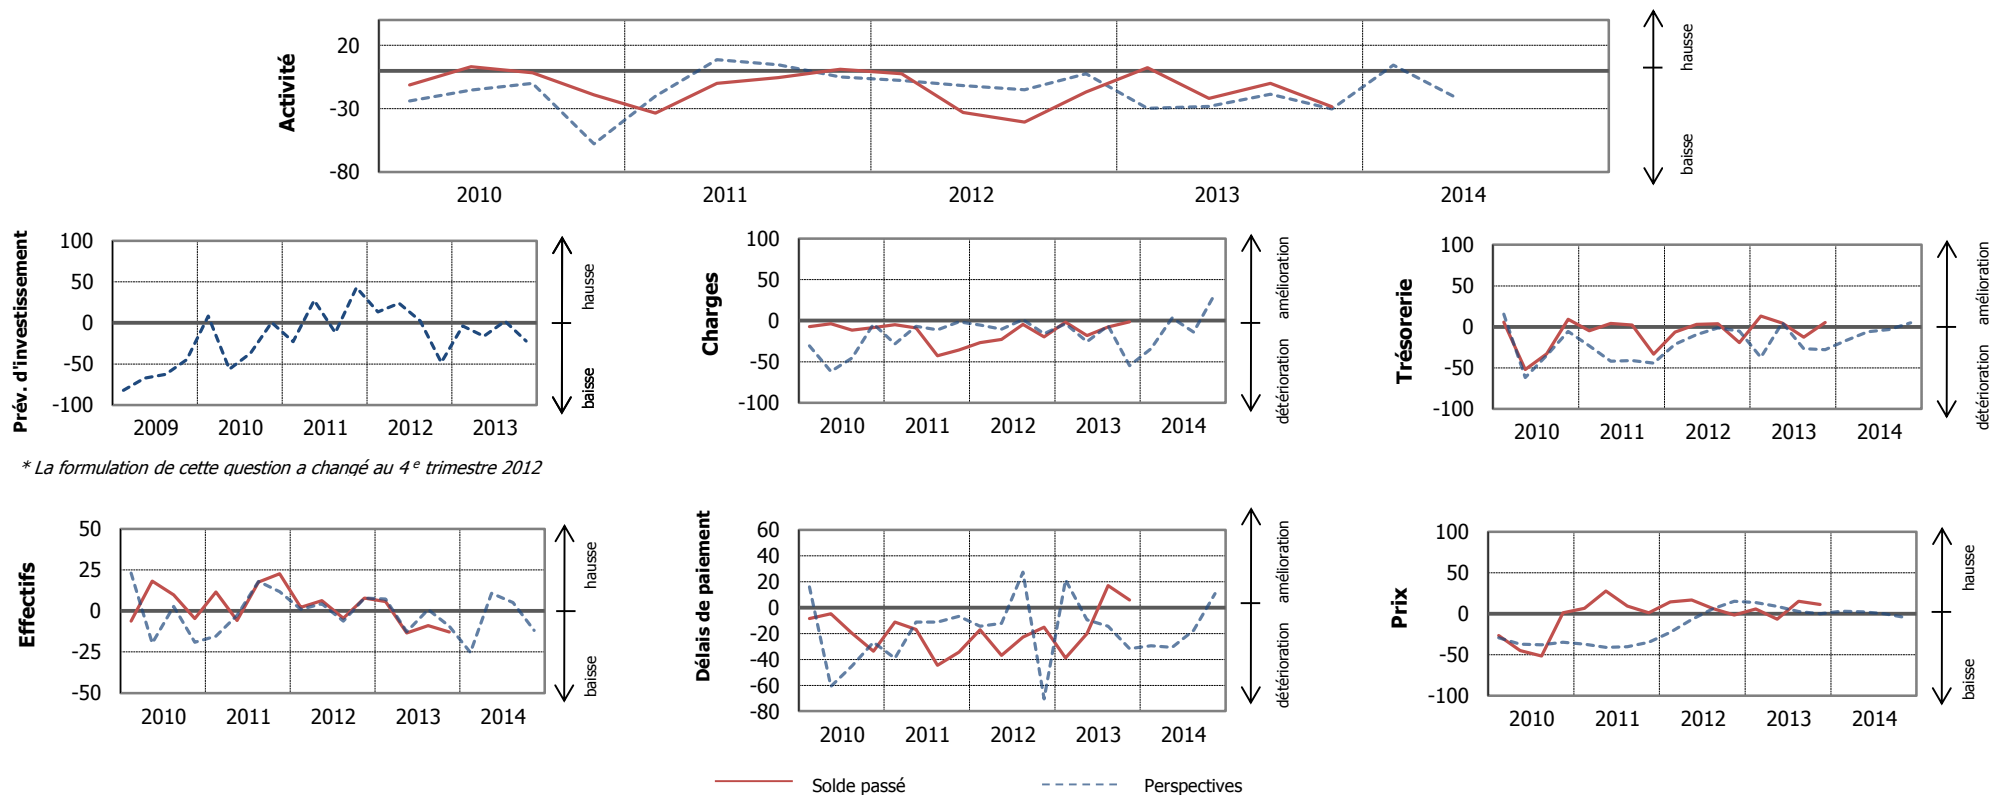 Activité
20
-30
-80
2010 2011 2012 2013 2014
hausse
baisse
Prév. d'investissement
100
50
0
-50
-100
2009 2010 2011 2012 2013
hausse
baisse
* La formulation de cette question a changé au 4e trimestre 2012
Charges
100
50
0
-50
-100
2010 2011 2012 2013 2014
amélioration
détérioration
Trésorerie
100
50
0
-50
-100
2010 2011 2012 2013 2014
amélioration
détérioration
Effectifs
50
25
0
-25
-50
2010 2011 2012 2013 2014
hausse
baisse
Délais de paiement
60
40
20
0
-20
-40
-60
-80
2010 2011 2012 2013 2014
amélioration
détérioration
Prix
100
50
0
-50
-100
2010 2011 2012 2013 2014
hausse
baisse
Solde passé
Perspectives